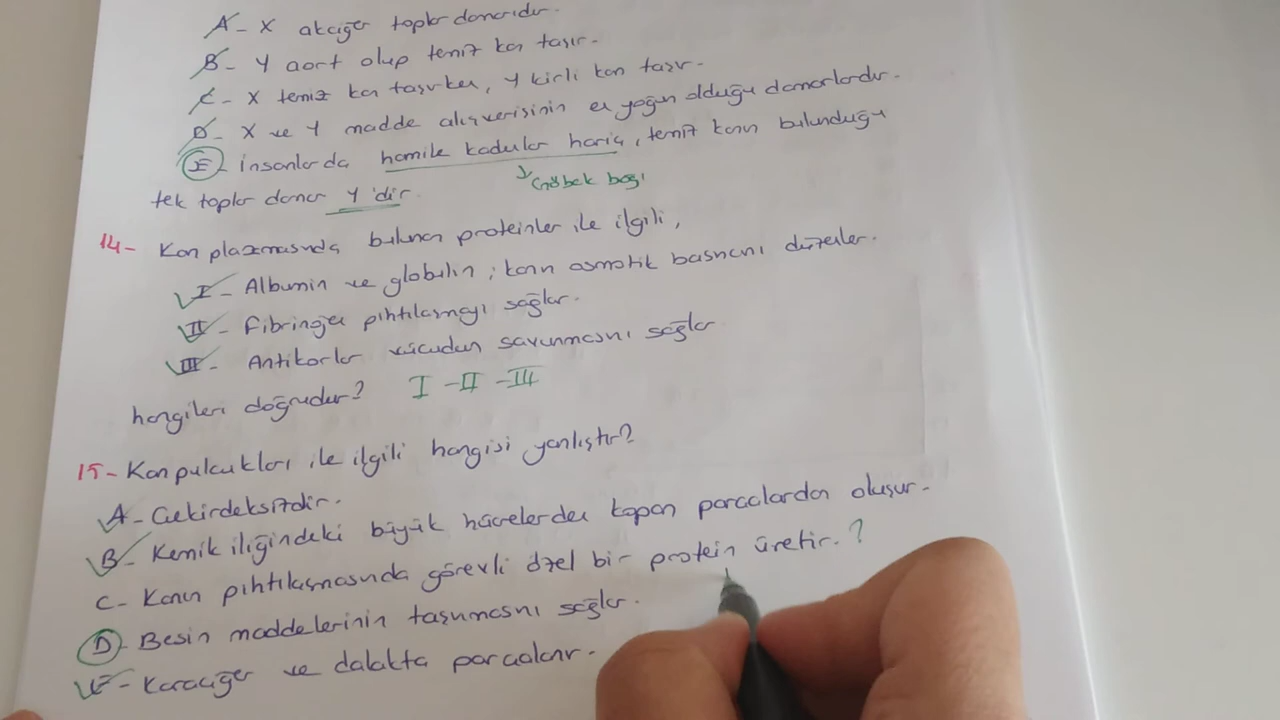 A- X akciğer toplar damarıdır.
B- Y aort olup temiz kan taşır.
C- X temiz kan taşırken, Y kirli kan taşır.
D- X ve Y madde alışverişinin en yoğun olduğu damarlardır.
E- İnsanlarda hamile kadınlar hariç, temiz kanın bulunduğu
↓ Göbek bağı
tek toplar damar Y'dir.
14- Kan plazmasında bulunan proteinler ile ilgili,
I- Albumin ve globulin; kanın osmotik basıncını düzenler.
II- Fibrinojen pıhtılaşmayı sağlar.
III- Antikorlar vücudun savunmasını sağlar
hangileri doğrudur? I-II-III
15- Kan pulcukları ile ilgili hangisi yanlıştır?
A- Çekirdeksizdir.
B- Kemik iliğindeki büyük hücrelerden kopan parçalardan oluşur.
C- Kanın pıhtılaşmasında görevli özel bir protein üretir. ?
D- Besin maddelerinin taşınmasını sağlar.
E- Karaciğer ve dalakta parçalanır.